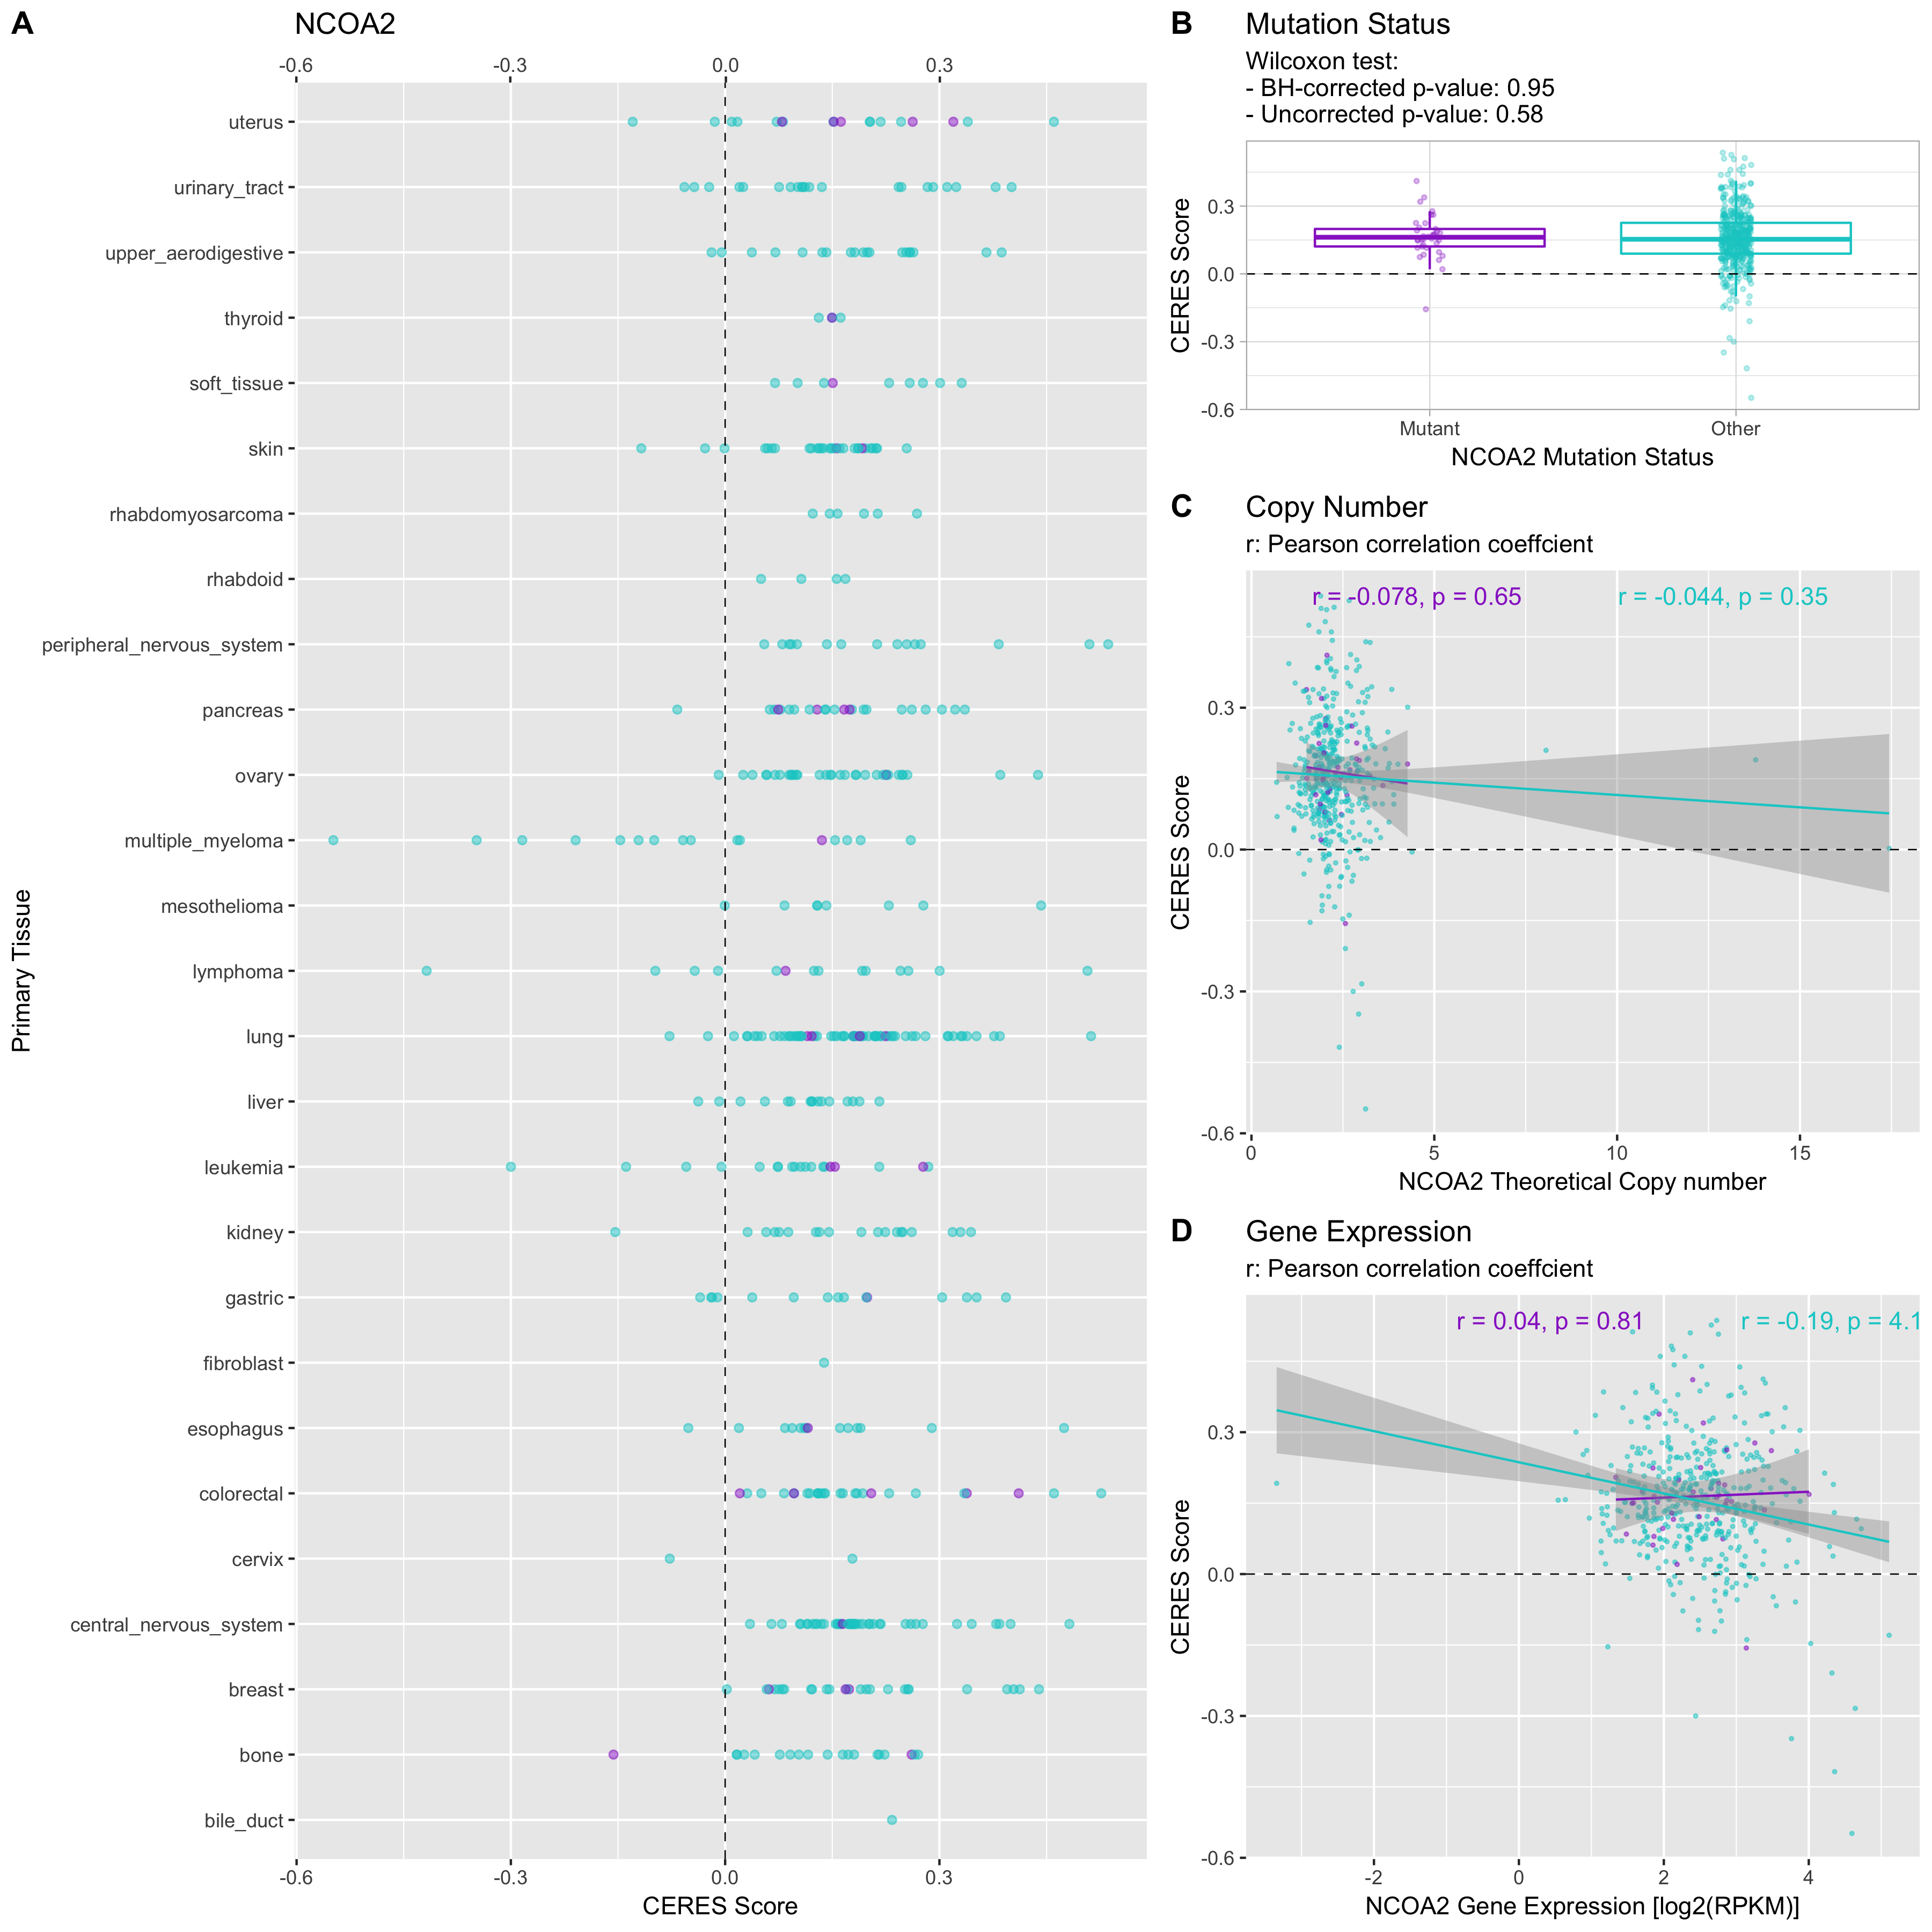 A
NCOA2
-0.6 -0.3 0.0 0.3
uterus
urinary_tract
upper_aerodigestive
thyroid
soft_tissue
skin
rhabdomyosarcoma
rhabdoid
peripheral_nervous_system
pancreas
ovary
multiple_myeloma
mesothelioma
lymphoma
lung
liver
leukemia
kidney
gastric
fibroblast
esophagus
colorectal
cervix
central_nervous_system
breast
bone
bile_duct
Primary Tissue
-0.6 -0.3 0.0 0.3
CERES Score
B
Mutation Status
Wilcoxon test:
- BH-corrected p-value: 0.95
- Uncorrected p-value: 0.58
CERES Score
0.3
0.0
-0.3
-0.6
Mutant Other
NCOA2 Mutation Status
C
Copy Number
r: Pearson correlation coeffcient
r = -0.078, p = 0.65 r = -0.044, p = 0.35
CERES Score
0.3
0.0
-0.3
-0.6
0 5 10 15
NCOA2 Theoretical Copy number
D
Gene Expression
r: Pearson correlation coeffcient
r = 0.04, p = 0.81 r = -0.19, p = 4.1
CERES Score
0.3
0.0
-0.3
-0.6
-2 0 2 4
NCOA2 Gene Expression [log2(RPKM)]